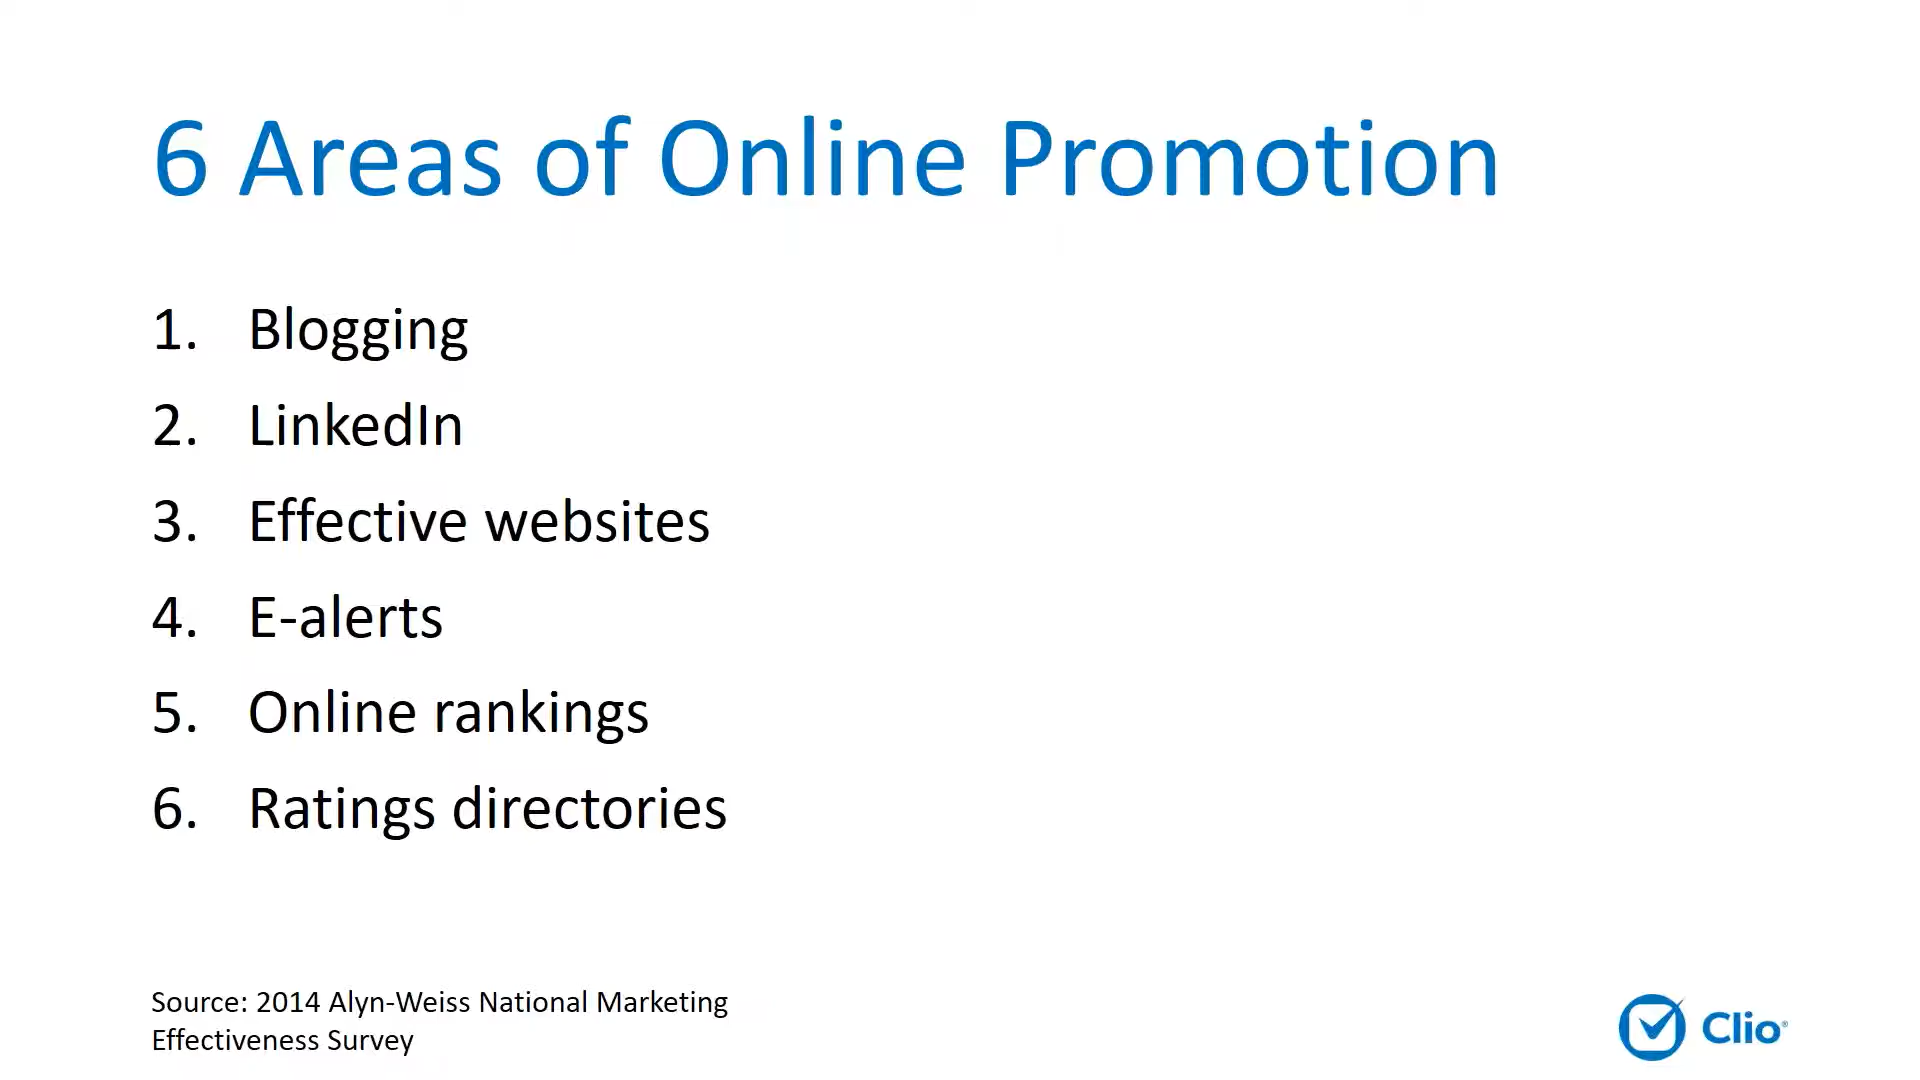 6 Areas of Online Promotion
1. Blogging
2. LinkedIn
3. Effective websites
4. E-alerts
5. Online rankings
6. Ratings directories
Source: 2014 Alyn-Weiss National Marketing
Effectiveness Survey
Clio®